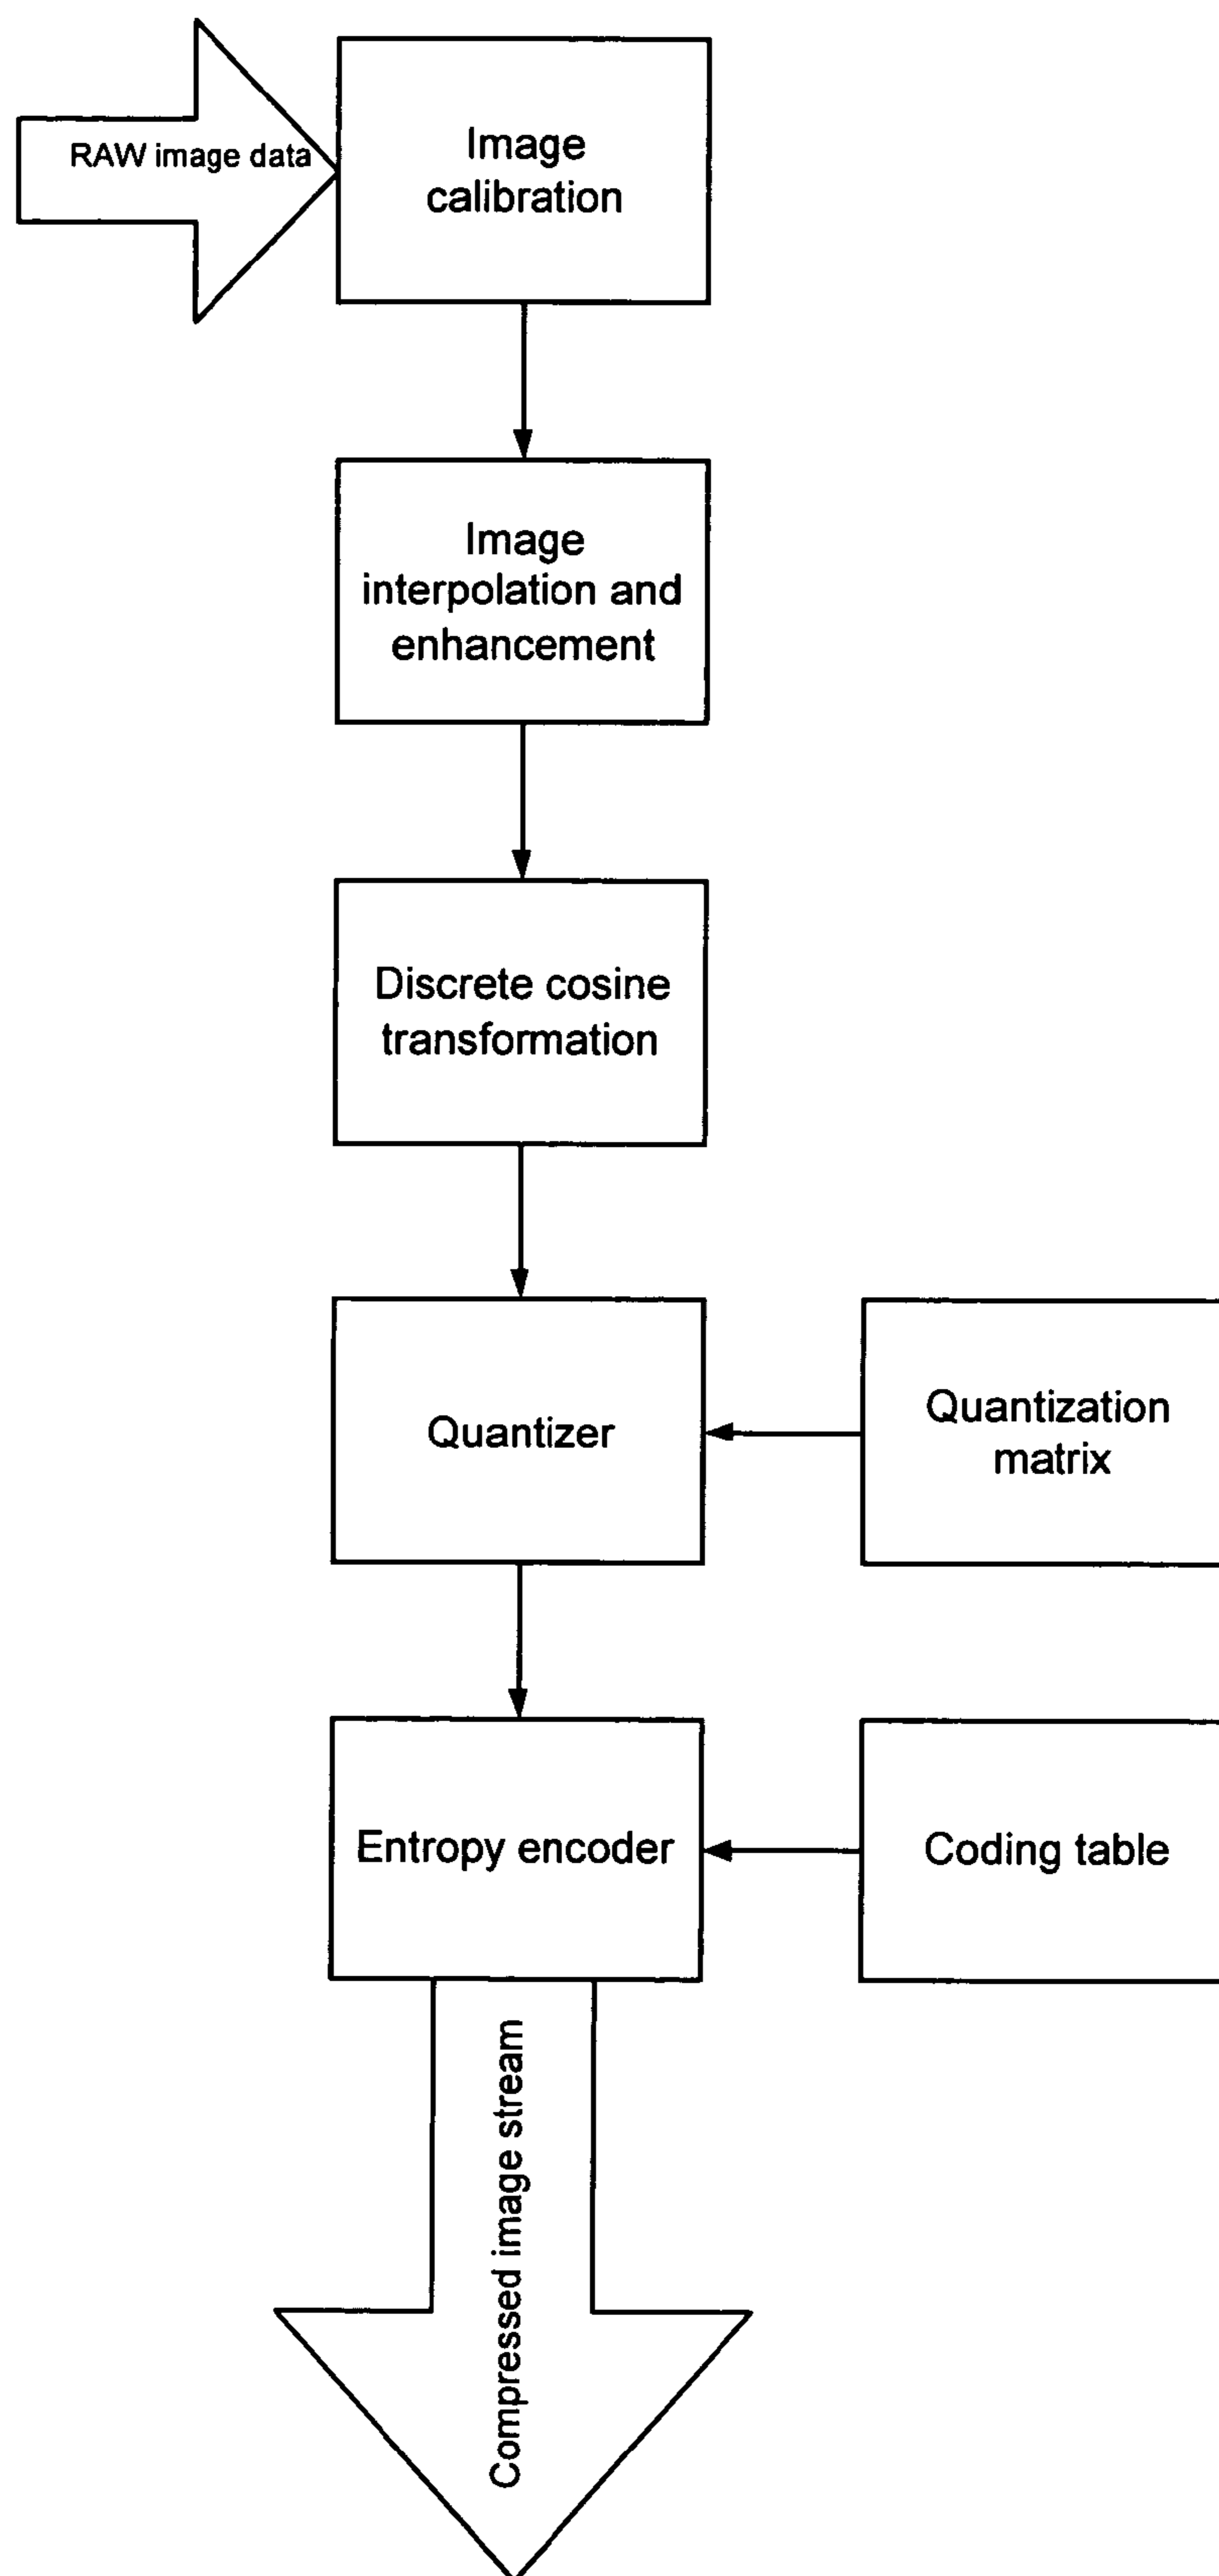 RAW image data
Image
calibration
Image
interpolation and
enhancement
Discrete cosine
transformation
Quantizer
Quantization
matrix
Entropy encoder
Coding table
Compressed image stream